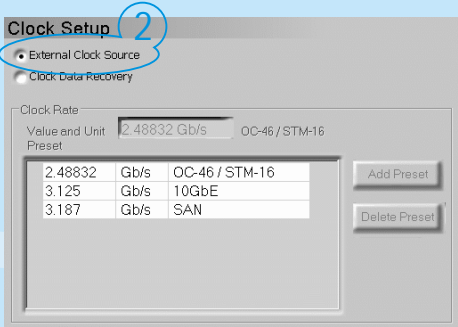 Clock Setup 2
External Clock Source
Clock Data Recovery
Clock Rate
Value and Unit 2.48832 Gb/s OC-46 / STM-16
Preset
2.48832 Gb/s OC-46 / STM-16
3.125 Gb/s 10GbE
3.187 Gb/s SAN
Add Preset
Delete Preset